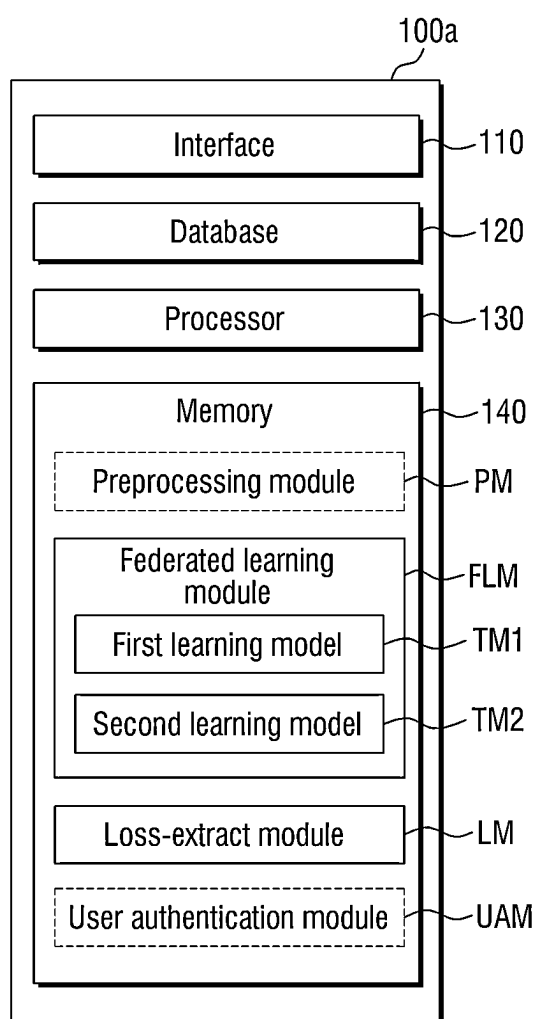 100a
Interface 110
Database 120
Processor 130
Memory 140
Preprocessing module PM
Federated learning
module FLM
First learning model TM1
Second learning model TM2
Loss-extract module LM
User authentication module UAM